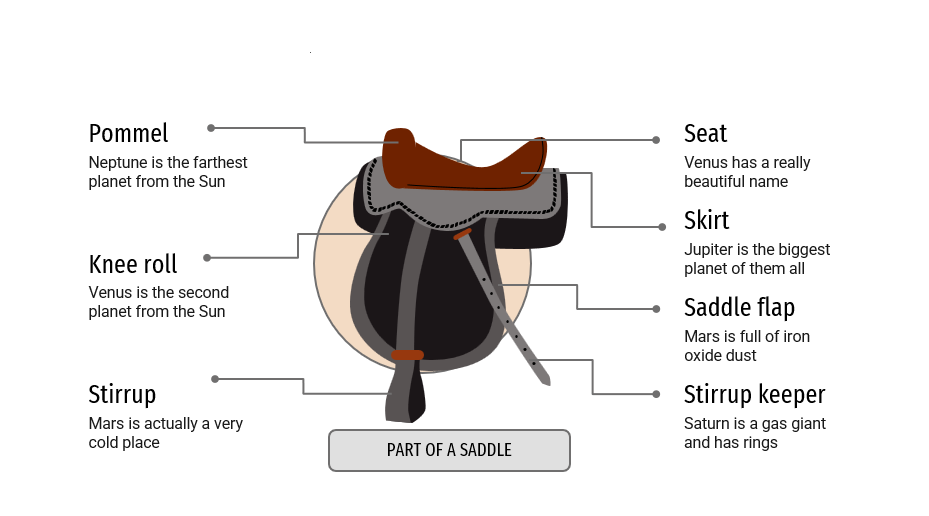 Pommel
Neptune is the farthest
planet from the Sun
Knee roll
Venus is the second
planet from the Sun
Stirrup
Mars is actually a very
cold place
Seat
Venus has a really
beautiful name
Skirt
Jupiter is the biggest
planet of them all
Saddle flap
Mars is full of iron
oxide dust
Stirrup keeper
Saturn is a gas giant
and has rings
PART OF A SADDLE